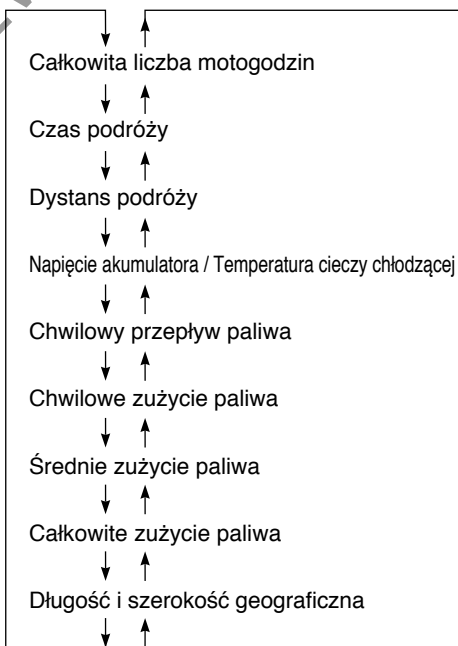 Całkowita liczba motogodzin
Czas podróży
Dystans podróży
Napięcie akumulatora / Temperatura cieczy chłodzącej
Chwilowy przepływ paliwa
Chwilowe zużycie paliwa
Średnie zużycie paliwa
Całkowite zużycie paliwa
Długość i szerokość geograficzna